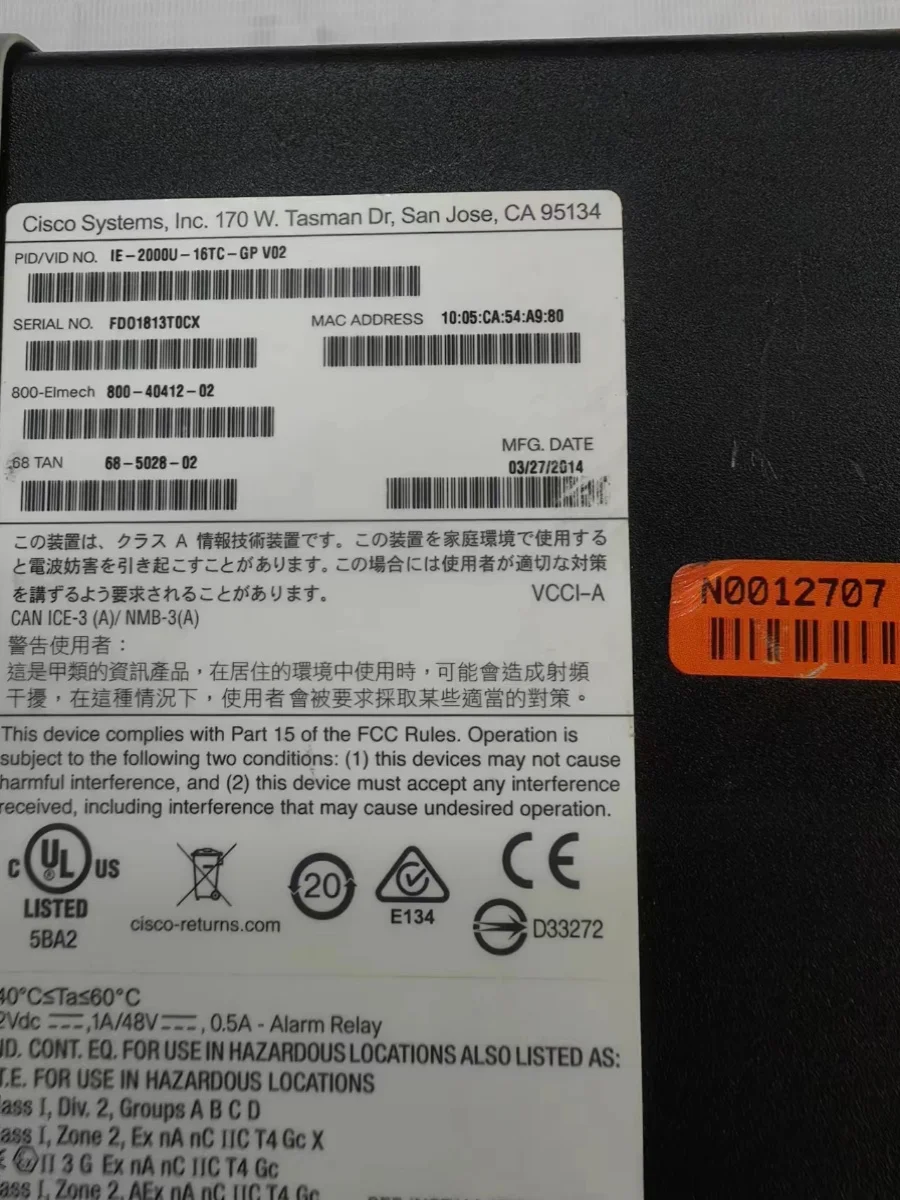 Cisco Systems, Inc. 170 W. Tasman Dr, San Jose, CA 95134
PID/VID NO. IE-2000U-16TC-GP V02
SERIAL NO. FDO1813T0CX
MAC ADDRESS 10:05:CA:54:A9:80
800-Elmech 800-40412-02
68 TAN 68-5028-02
MFG. DATE
03/27/2014
この装置は、クラス A 情報技術装置です。この装置を家庭環境で使用する
と電波妨害を引き起こすことがあります。この場合には使用者が適切な対策
を講ずるよう要求されることがあります。 VCCI-A
CAN ICE-3 (A)/ NMB-3(A)
警告使用者：
這是甲類的資訊產品，在居住的環境中使用時，可能會造成射頻
干擾，在這種情況下，使用者會被要求採取某些適當的對策。
N0012707
This device complies with Part 15 of the FCC Rules. Operation is
subject to the following two conditions: (1) this devices may not cause
harmful interference, and (2) this device must accept any interference
received, including interference that may cause undesired operation.
C UL US
LISTED
5BA2
cisco-returns.com
20
E134
CE
D33272
40°C≤Ta≤60°C
2Vdc ⎓,1A/48V⎓, 0.5A - Alarm Relay
ND. CONT. EQ. FOR USE IN HAZARDOUS LOCATIONS ALSO LISTED AS:
T.E. FOR USE IN HAZARDOUS LOCATIONS
lass I, Div. 2, Groups A B C D
ass I, Zone 2, Ex nA nC IIC T4 Gc X
II 3 G Ex nA nC IIC T4 Gc
ass I, Zone 2, AEx nA nC IIC T4 Gc